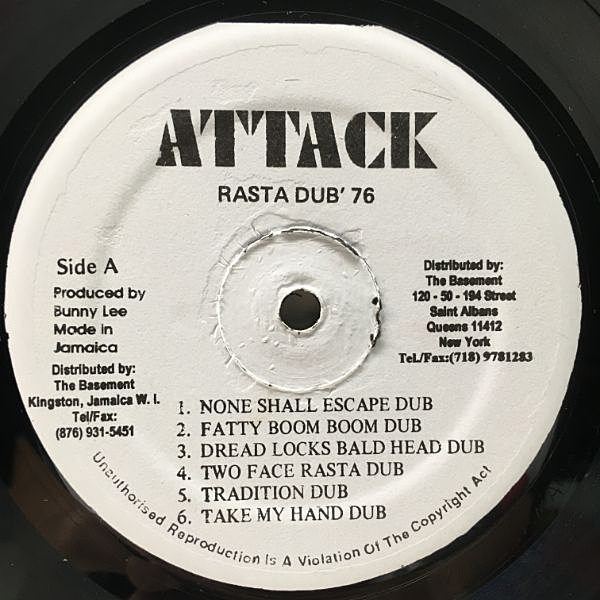 ATTACK
RASTA DUB' 76
Side A
Produced by
Bunny Lee
Made in
Jamaica
Distributed by:
The Basement
Kingston, Jamaica W. I.
Tel/Fax:
(876) 931-5451
Distributed by:
The Basement
120 - 50 - 194 Street
Saint Albans
Queens 11412
New York
Tel./Fax:(718) 9781283
1. NONE SHALL ESCAPE DUB
2. FATTY BOOM BOOM DUB
3. DREAD LOCKS BALD HEAD DUB
4. TWO FACE RASTA DUB
5. TRADITION DUB
6. TAKE MY HAND DUB
Unauthorised Reproduction Is A Violation Of The Copyright Act